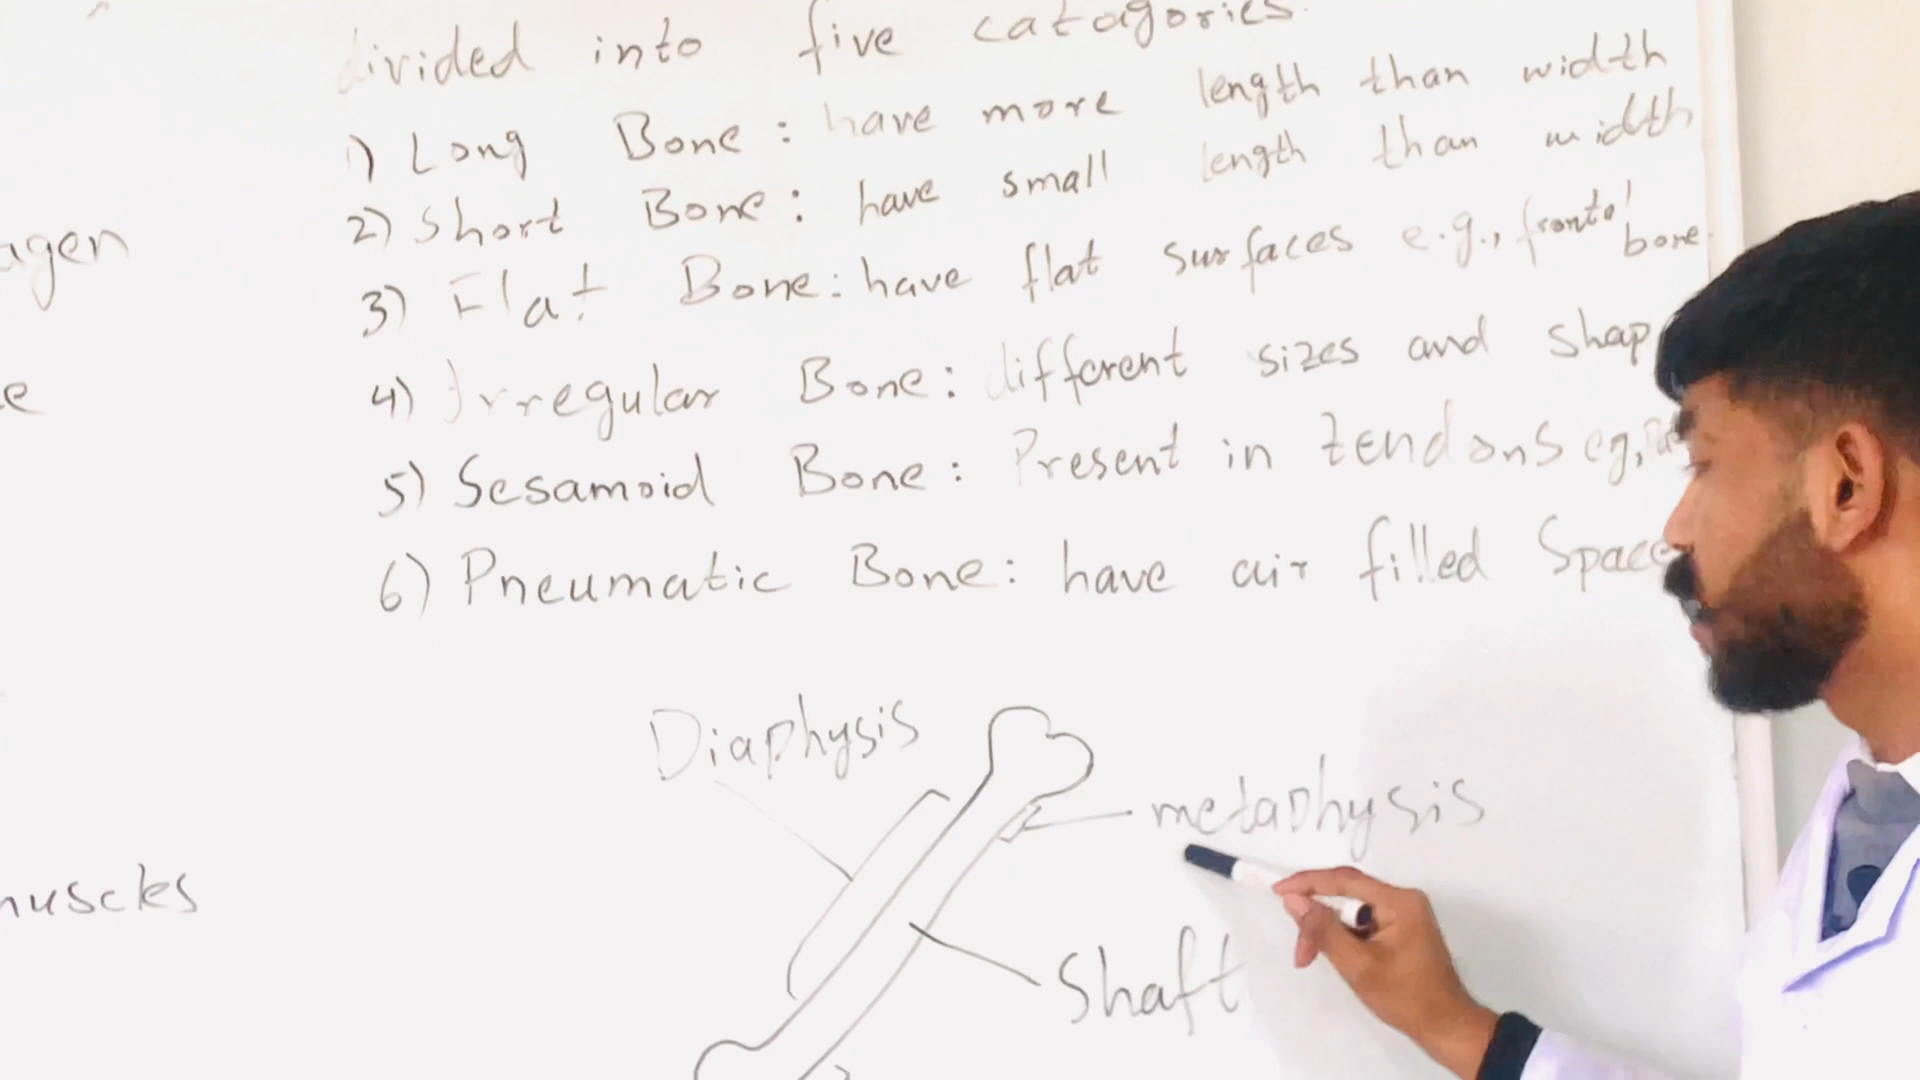 divided into five catagories.
1) Long Bone: have more length than width
2) Short Bone: have small length than width
3) Flat Bone: have flat surfaces e.g., frontal bone.
4) Irregular Bone: different sizes and shap
5) Sesamoid Bone: Present in tendons eg,
6) Pneumatic Bone: have air filled Space
agen
e
muscles
Diaphysis
metaphysis
Shaft